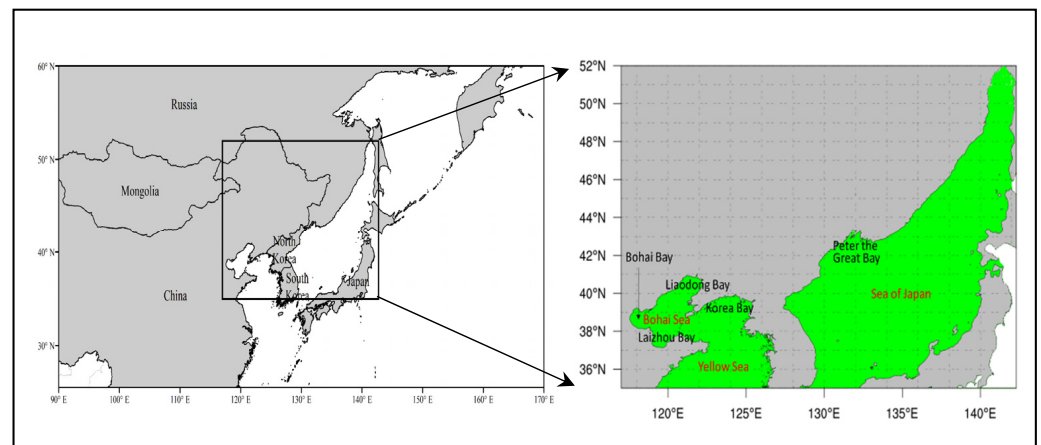 60° N
50° N
40° N
30° N
90° E
100° E
110° E
120° E
130° E
140° E
150° E
160° E
170° E
Russia
Mongolia
China
North
Korea
South
Korea
Japan
52°N
50°N
48°N
46°N
44°N
42°N
40°N
38°N
36°N
120°E
125°E
130°E
135°E
140°E
Peter the
Great Bay
Bohai Bay
Liaodong Bay
Korea Bay
Sea of Japan
Bohai Sea
Laizhou Bay
Yellow Sea